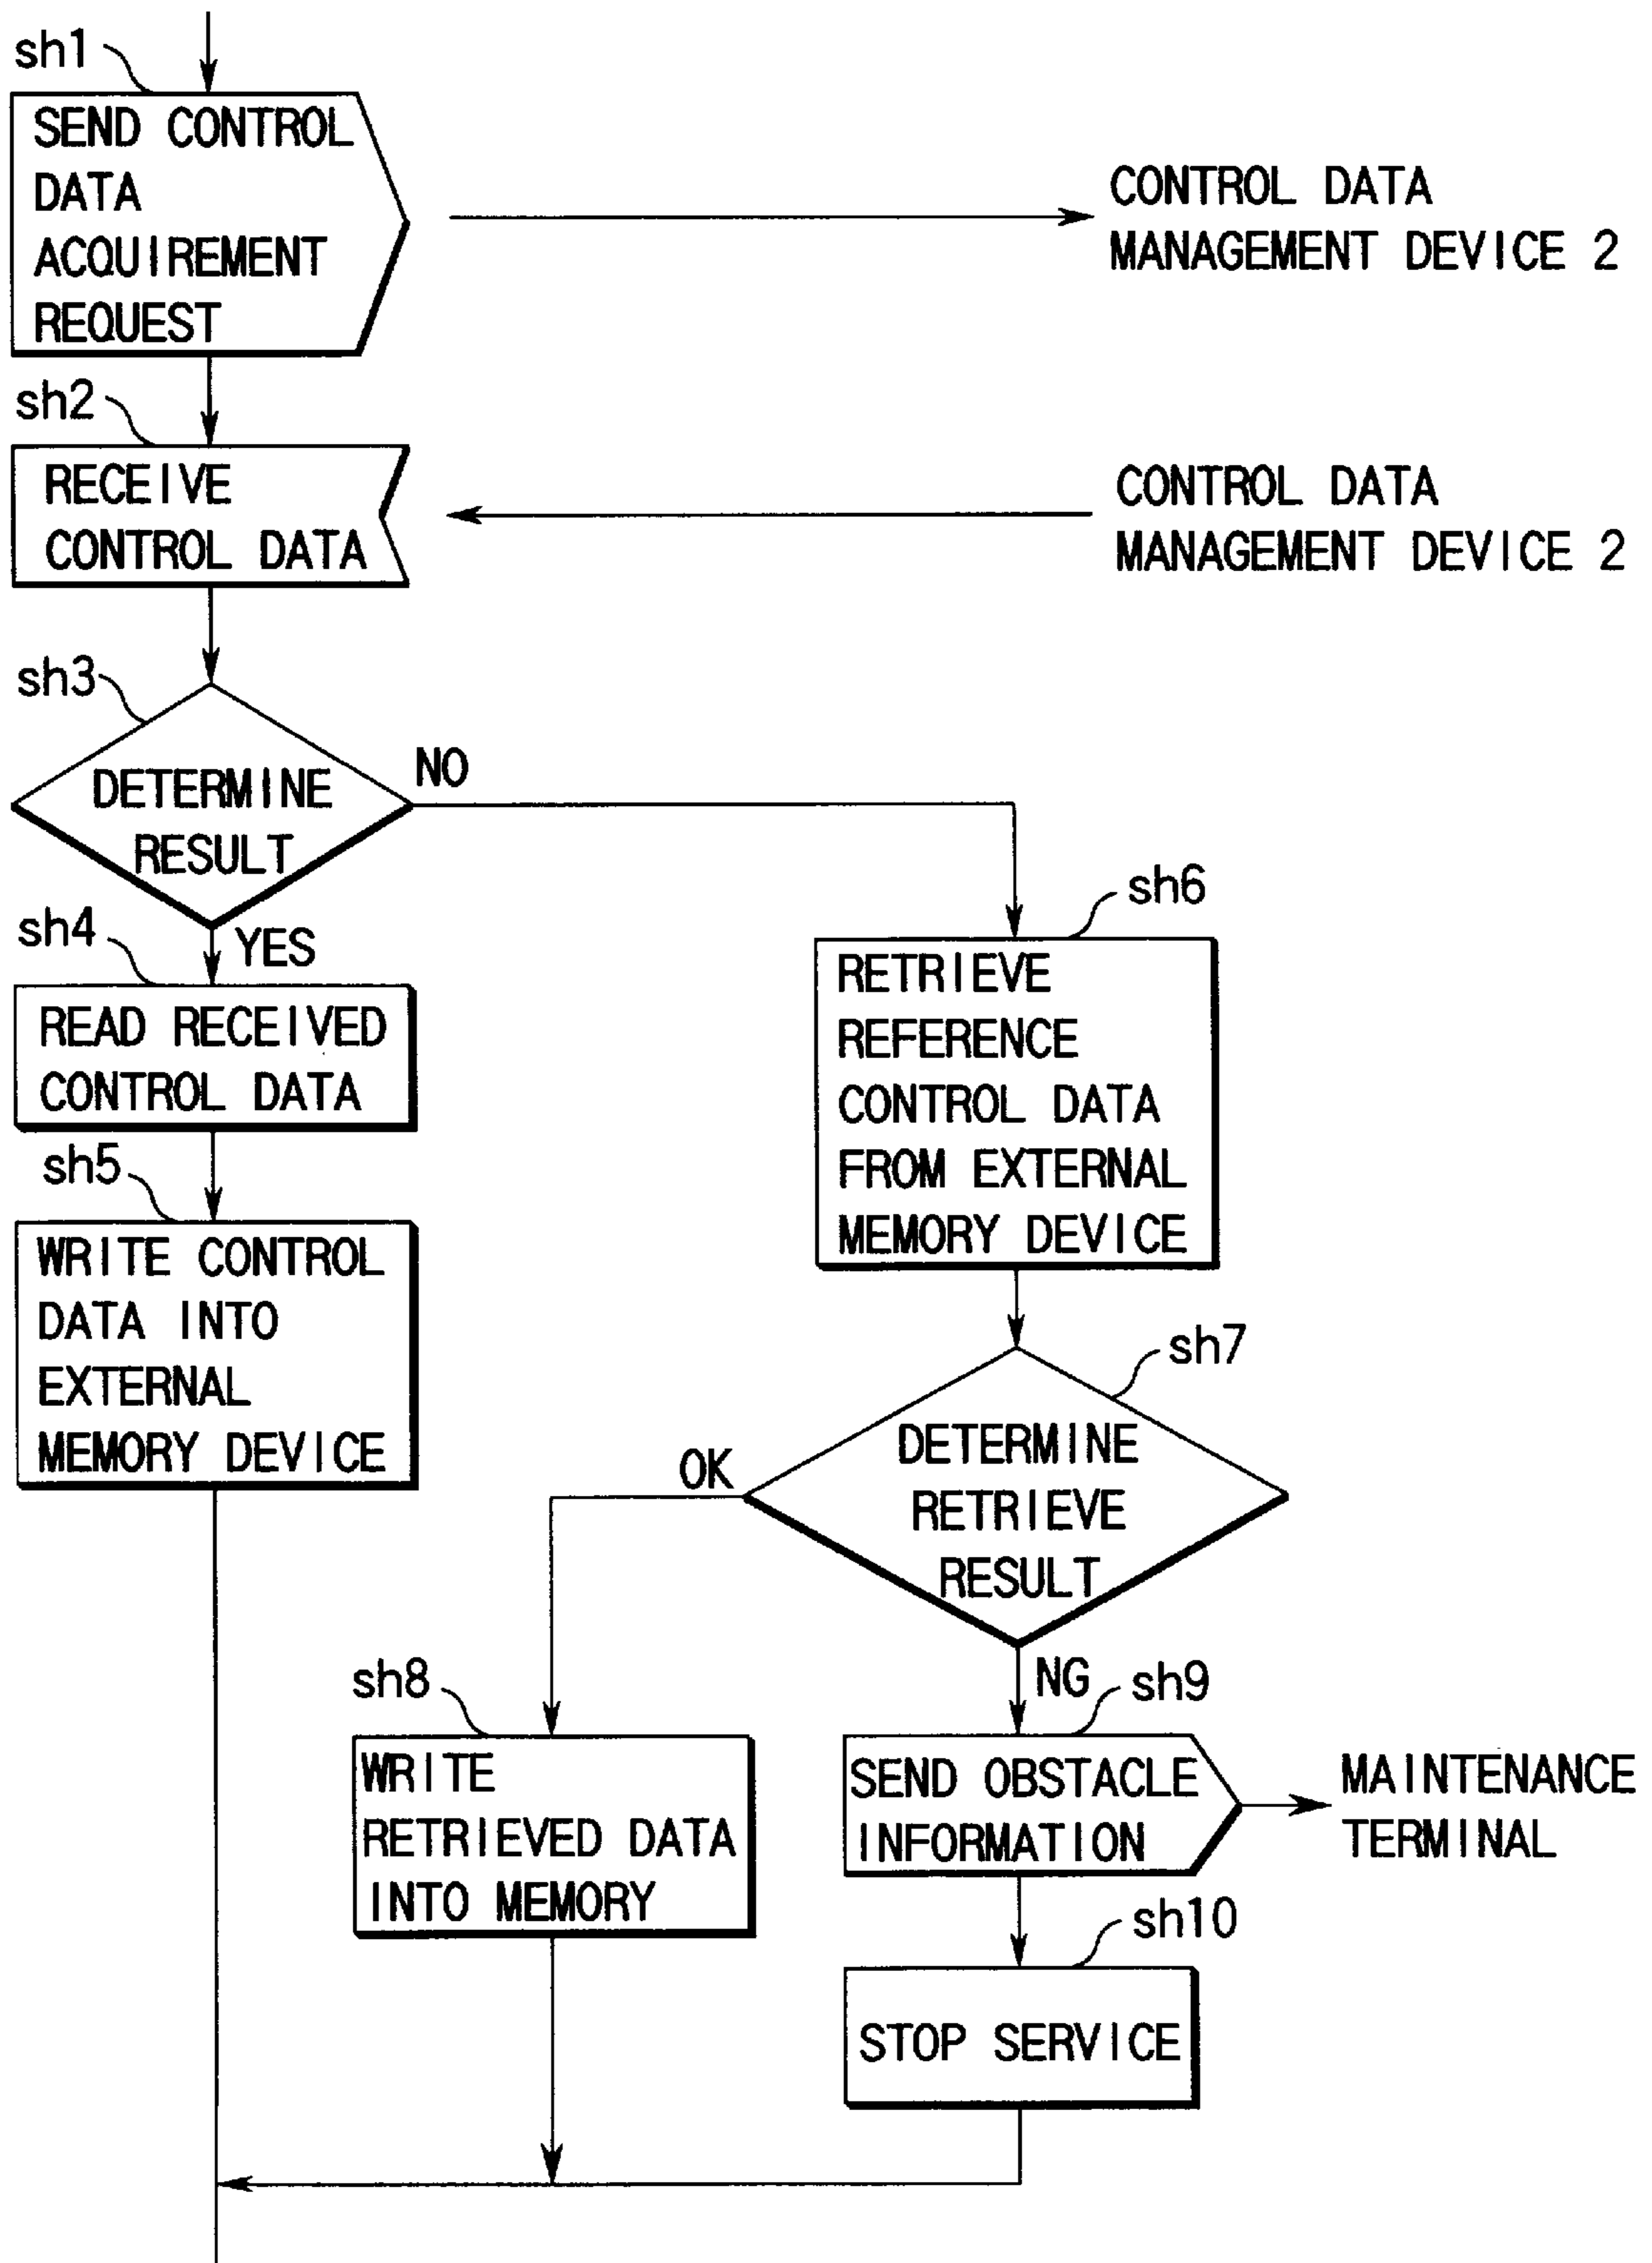 sh1
SEND CONTROL
DATA
ACQUIREMENT
REQUEST
CONTROL DATA
MANAGEMENT DEVICE 2
sh2
RECEIVE
CONTROL DATA
CONTROL DATA
MANAGEMENT DEVICE 2
sh3
DETERMINE
RESULT
NO
YES
sh4
READ RECEIVED
CONTROL DATA
sh5
WRITE CONTROL
DATA INTO
EXTERNAL
MEMORY DEVICE
sh6
RETRIEVE
REFERENCE
CONTROL DATA
FROM EXTERNAL
MEMORY DEVICE
sh7
DETERMINE
RETRIEVE
RESULT
OK
NG
sh8
WRITE
RETRIEVED DATA
INTO MEMORY
sh9
SEND OBSTACLE
INFORMATION
MAINTENANCE
TERMINAL
sh10
STOP SERVICE